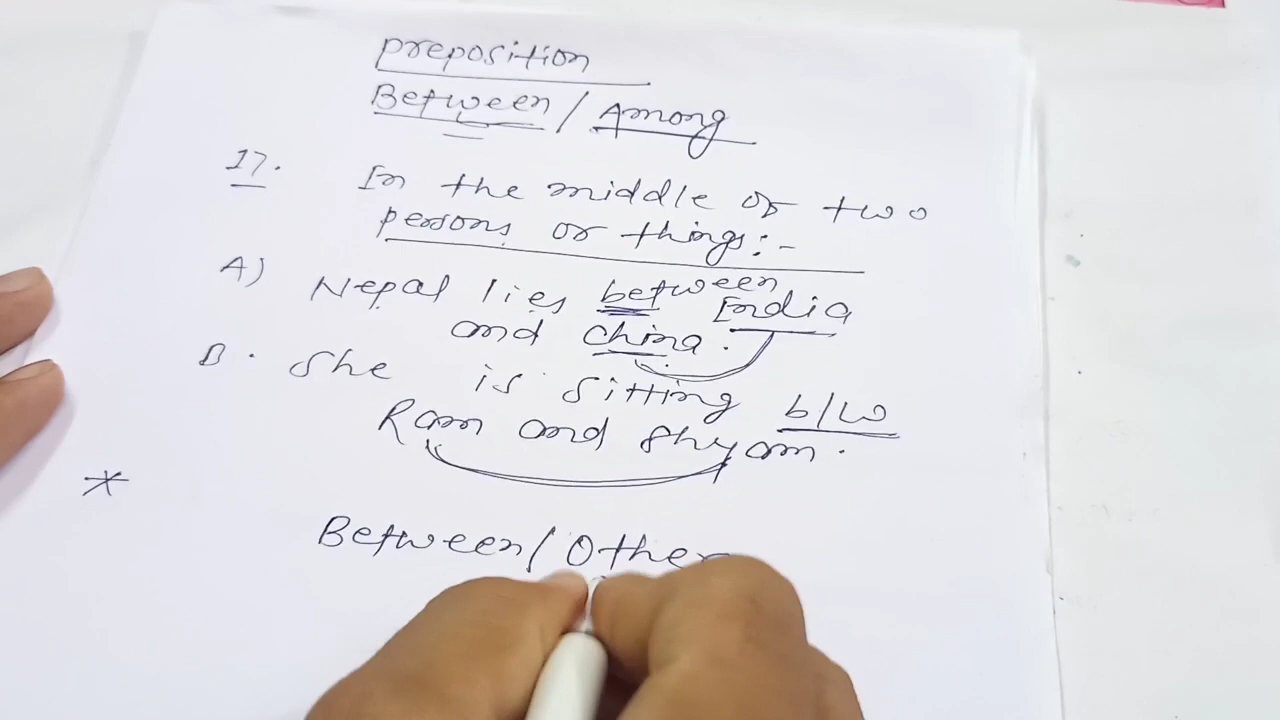 preposition
Between / Among
17. In the middle of two
persons or things:-
A) Nepal lies between India
and china.
B. She is sitting b/w
Ram and Shyam.
*
Between / Other